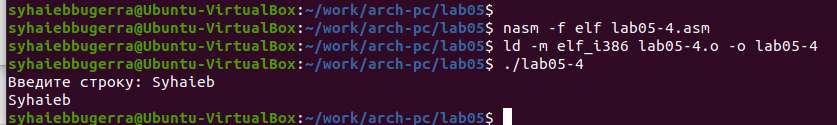 syhaiebbugerra@Ubuntu-VirtualBox:~/work/arch-pc/lab05$
syhaiebbugerra@Ubuntu-VirtualBox:~/work/arch-pc/lab05$ nasm -f elf lab05-4.asm
syhaiebbugerra@Ubuntu-VirtualBox:~/work/arch-pc/lab05$ ld -m elf_i386 lab05-4.o -o lab05-4
syhaiebbugerra@Ubuntu-VirtualBox:~/work/arch-pc/lab05$ ./lab05-4
Введите строку: Syhaieb
Syhaieb
syhaiebbugerra@Ubuntu-VirtualBox:~/work/arch-pc/lab05$